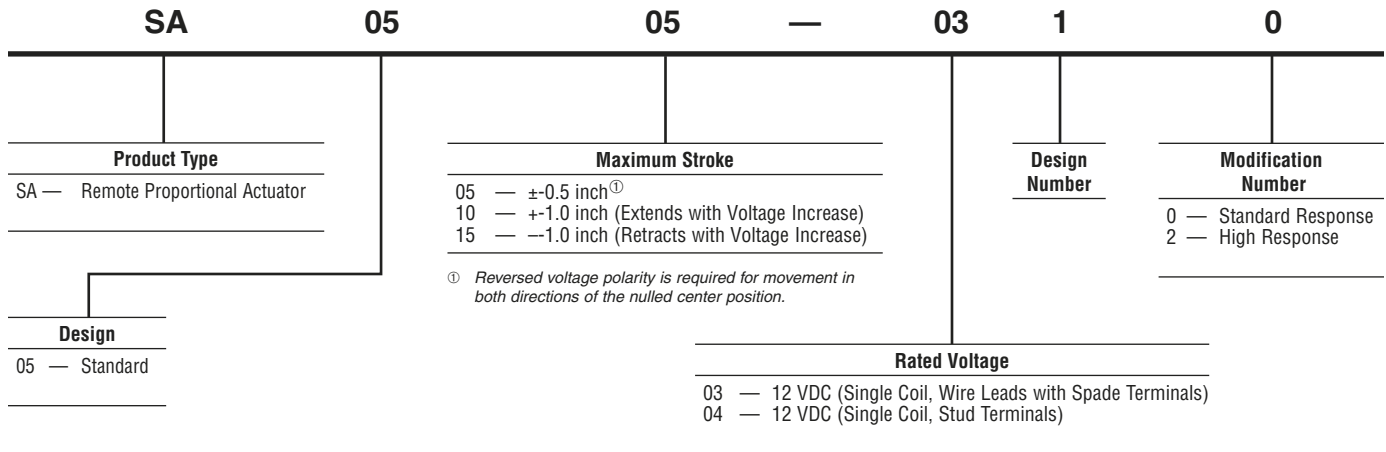 SA 05 05 — 03 1 0
Product Type
SA — Remote Proportional Actuator
Maximum Stroke
05 — ±-0.5 inch①
10 — +-1.0 inch (Extends with Voltage Increase)
15 — –-1.0 inch (Retracts with Voltage Increase)
① Reversed voltage polarity is required for movement in
both directions of the nulled center position.
Design
Number
Modification
Number
0 — Standard Response
2 — High Response
Design
05 — Standard
Rated Voltage
03 — 12 VDC (Single Coil, Wire Leads with Spade Terminals)
04 — 12 VDC (Single Coil, Stud Terminals)